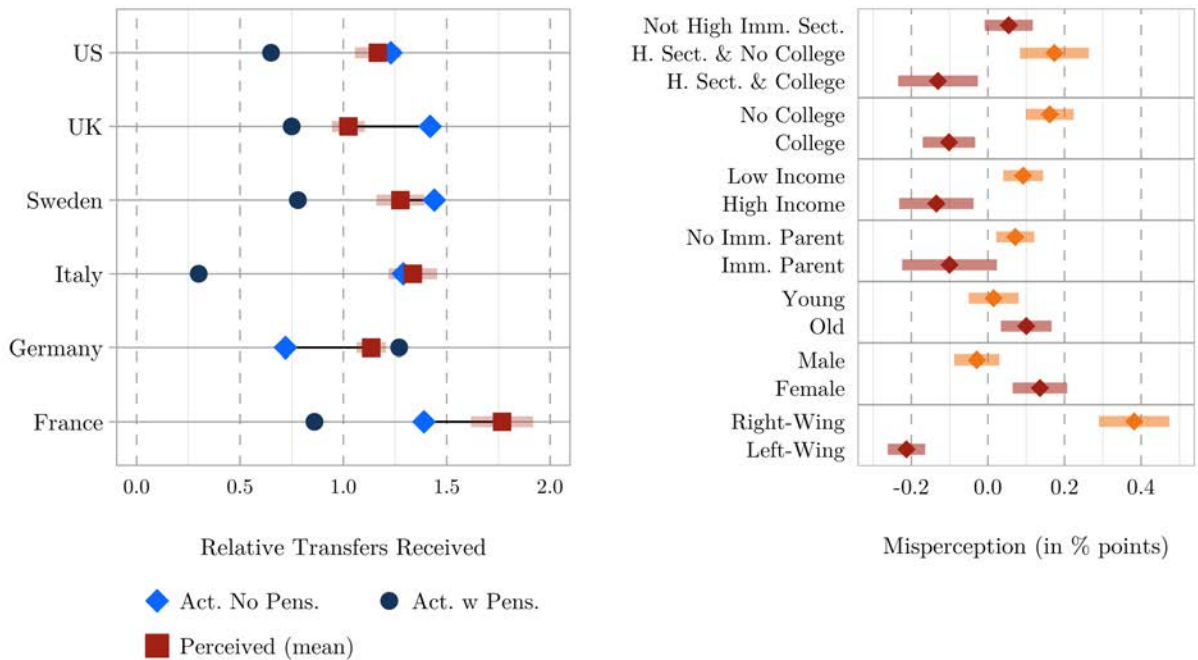 US
UK
Sweden
Italy
Germany
France
0.0 0.5 1.0 1.5 2.0
Relative Transfers Received
Act. No Pens. Act. w Pens.
Perceived (mean)
Not High Imm. Sect.
H. Sect. & No College
H. Sect. & College
No College
College
Low Income
High Income
No Imm. Parent
Imm. Parent
Young
Old
Male
Female
Right-Wing
Left-Wing
-0.2 0.0 0.2 0.4
Misperception (in % points)